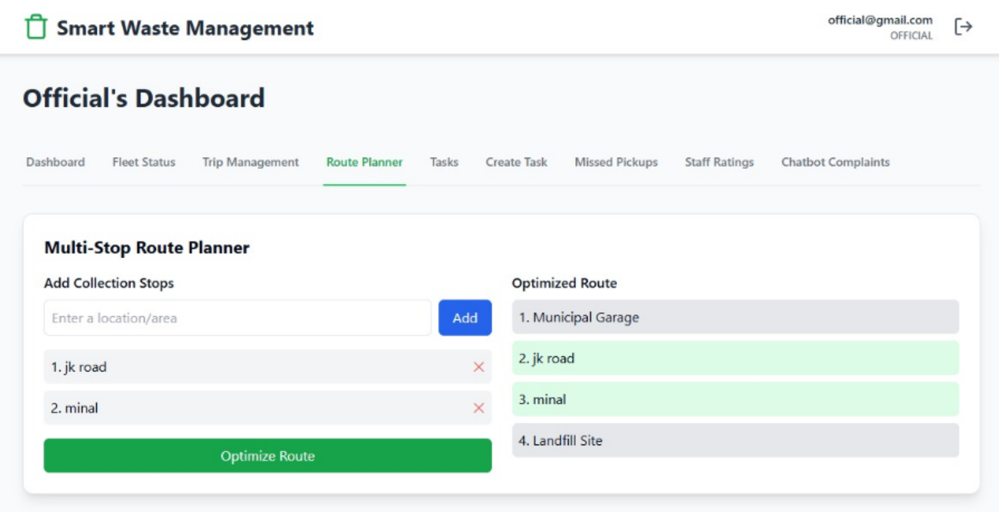 Smart Waste Management
official@gmail.com
OFFICIAL
Official's Dashboard
Dashboard Fleet Status Trip Management Route Planner Tasks Create Task Missed Pickups Staff Ratings Chatbot Complaints
Multi-Stop Route Planner
Add Collection Stops
Enter a location/area
Add
1. jk road
2. minal
Optimize Route
Optimized Route
1. Municipal Garage
2. jk road
3. minal
4. Landfill Site